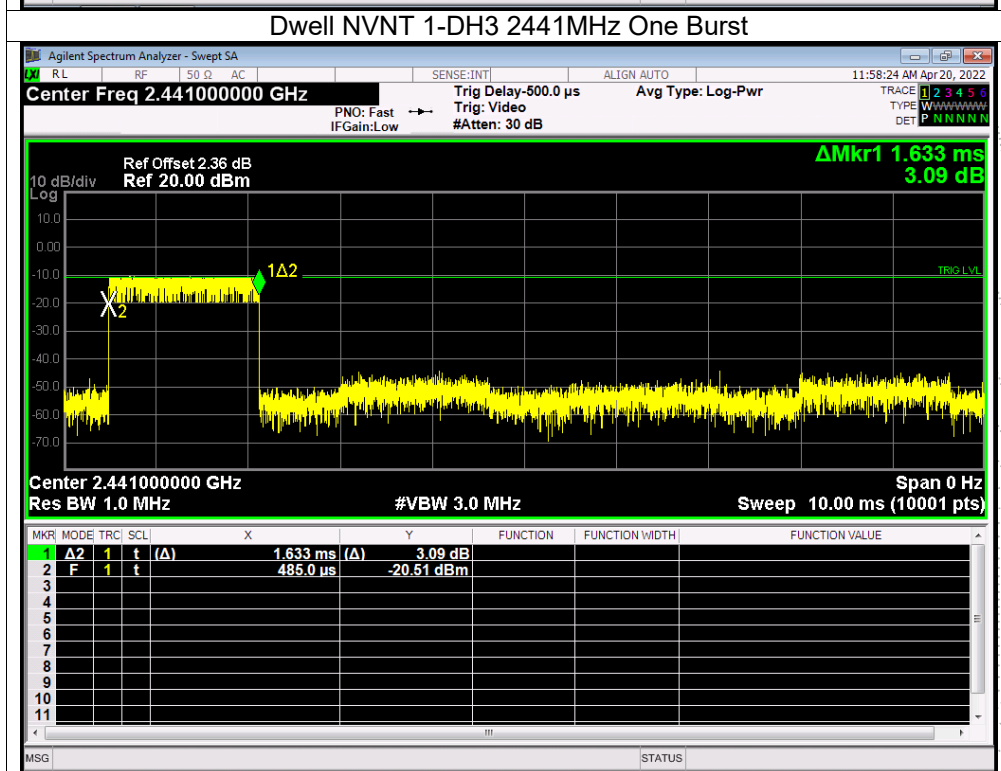 Dwell NVNT 1-DH3 2441MHz One Burst
Agilent Spectrum Analyzer - Swept SA
LXI RL RF 50 Ω AC SENSE:INT ALIGN AUTO 11:58:24 AM Apr 20, 2022
Center Freq 2.441000000 GHz Trig Delay-500.0 µs Avg Type: Log-Pwr TRACE 1 2 3 4 5 6
PNO: Fast Trig: Video TYPE WWWWWW
IFGain:Low #Atten: 30 dB DET P N N N N N
ΔMkr1 1.633 ms
3.09 dB
Ref Offset 2.36 dB
10 dB/div Ref 20.00 dBm
Log
10.0
0.00
-10.0 1Δ2 TRIG LVL
-20.0 2
-30.0
-40.0
-50.0
-60.0
-70.0
Center 2.441000000 GHz Span 0 Hz
Res BW 1.0 MHz #VBW 3.0 MHz Sweep 10.00 ms (10001 pts)
MKR MODE TRC SCL X Y FUNCTION FUNCTION WIDTH FUNCTION VALUE
1 Δ2 1 t (Δ) 1.633 ms (Δ) 3.09 dB
2 F 1 t 485.0 µs -20.51 dBm
3
4
5
6
7
8
9
10
11
MSG STATUS